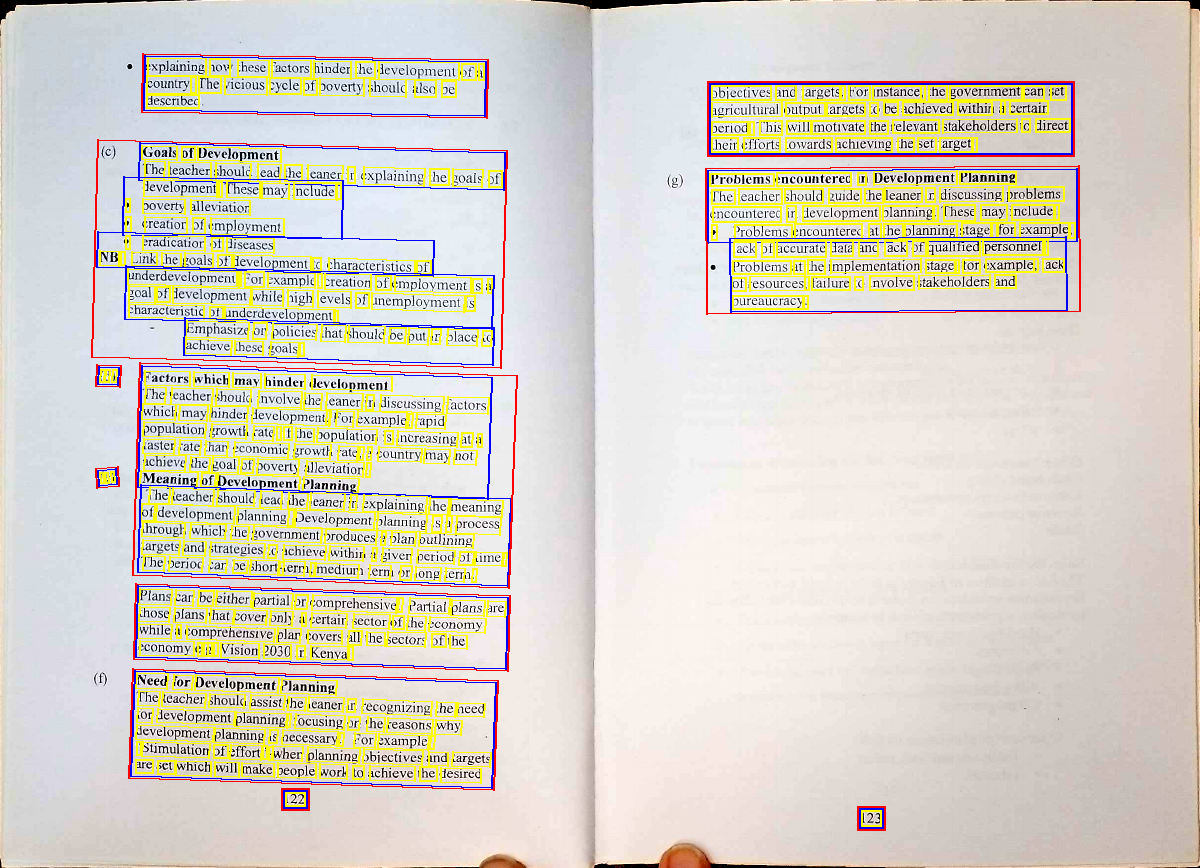 • explaining how these factors hinder the development of a
country. The vicious cycle of poverty should also be
described.
(c) Goals of Development
The teacher should lead the leaner in explaining the goals of
development. These may include:
• poverty alleviation
• creation of employment
• eradication of diseases
NB Link the goals of development to characteristics of
underdevelopment. For example, creation of employment is a
goal of development while high levels of unemployment is
characteristic of underdevelopment.
- Emphasize on policies that should be put in place to
achieve these goals.
(d) Factors which may hinder development
The teacher should involve the leaner in discussing factors
which may hinder development. For example, rapid
population growth rate. If the population is increasing at a
faster rate than economic growth rate, a country may not
achieve the goal of poverty alleviation.
(e) Meaning of Development Planning
The teacher should lead the leaner in explaining the meaning
of development planning. Development planning is a process
through which the government produces a plan outlining
targets and strategies to achieve within a given period of time.
The period can be short-term, medium term or long term.
Plans can be either partial or comprehensive. Partial plans are
those plans that cover only a certain sector of the economy
while a comprehensive plan covers all the sectors of the
economy e.g. Vision 2030 in Kenya
(f) Need for Development Planning
The teacher should assist the leaner in recognizing the need
for development planning, focusing on the reasons why
development planning is necessary. For example
Stimulation of effort: when planning objectives and targets
are set which will make people work to achieve the desired
122
objectives and targets. For instance, the government can set
agricultural output targets to be achieved within a certain
period. This will motivate the relevant stakeholders to direct
their efforts towards achieving the set target
(g) Problems encountered in Development Planning
The teacher should guide the leaner in discussing problems
encountered in development planning. These may include
• Problems encountered at the planning stage for example,
lack of accurate data and lack of qualified personnel
• Problems at the implementation stage for example, lack
of resources, failure to involve stakeholders and
bureaucracy.
123